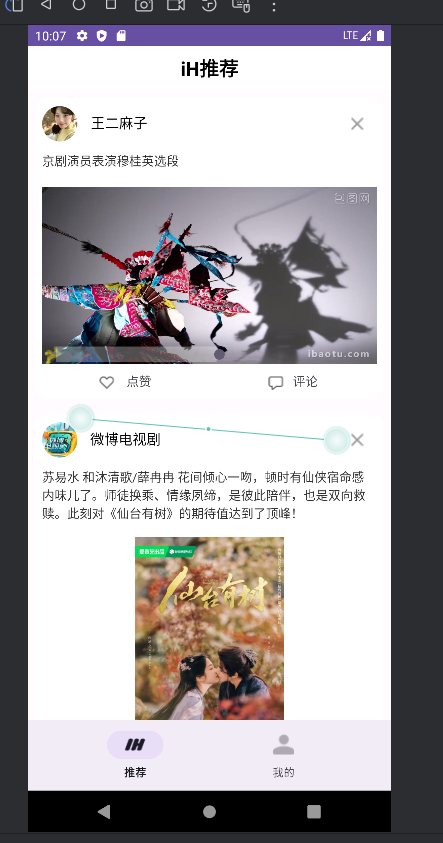 10:07
LTE
iH推荐
王二麻子
京剧演员表演穆桂英选段
包图网
ibaotu.com
点赞
评论
微博电视剧
苏易水 和沐清歌/薛冉冉 花间倾心一吻，顿时有仙侠宿命感
内味儿了。师徒换乘、情缘夙缔，是彼此陪伴，也是双向救
赎。此刻对《仙台有树》的期待值达到了顶峰！
仙台有树
IH
推荐
我的